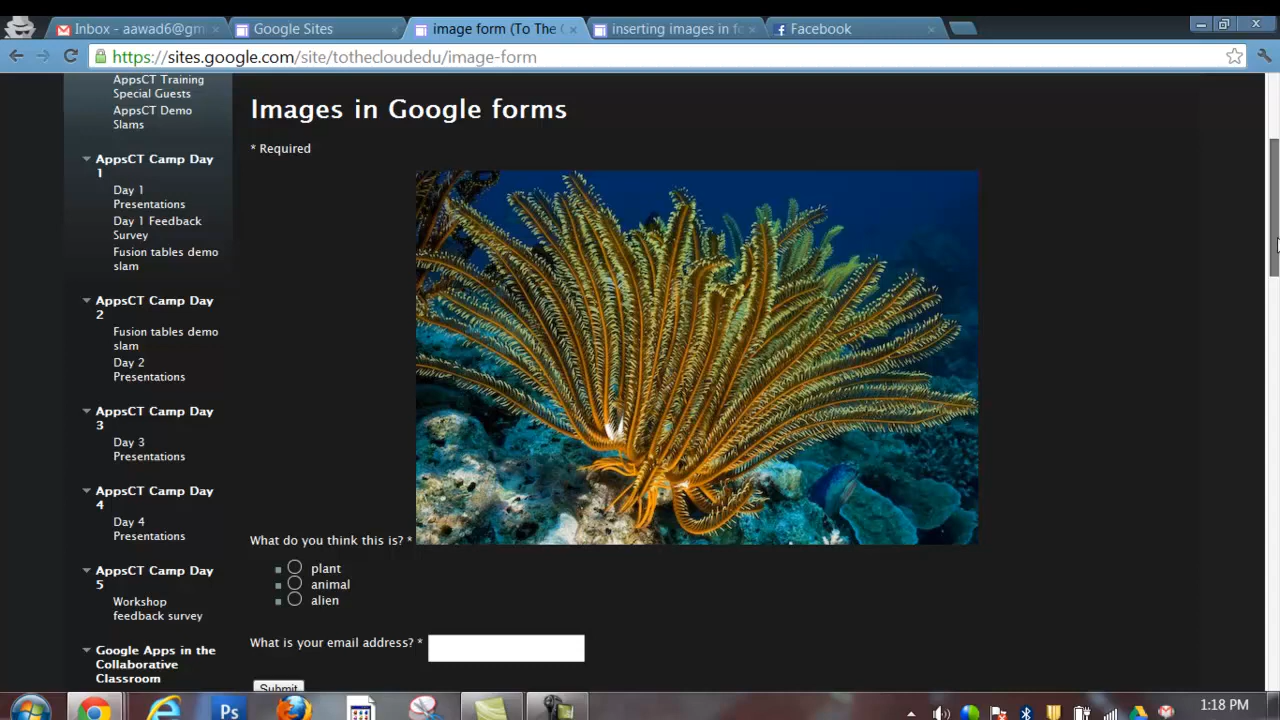 Inbox - aawad6@gm
Google Sites
image form (To The C
inserting images in fo
Facebook
https://sites.google.com/site/tothecloudedu/image-form
AppsCT Training
Special Guests
AppsCT Demo
Slams
AppsCT Camp Day
1
Day 1
Presentations
Day 1 Feedback
Survey
Fusion tables demo
slam
AppsCT Camp Day
2
Fusion tables demo
slam
Day 2
Presentations
AppsCT Camp Day
3
Day 3
Presentations
AppsCT Camp Day
4
Day 4
Presentations
AppsCT Camp Day
5
Workshop
feedback survey
Google Apps in the
Collaborative
Classroom
Images in Google forms
* Required
What do you think this is? *
plant
animal
alien
What is your email address? *
Submit
Ps
1:18 PM